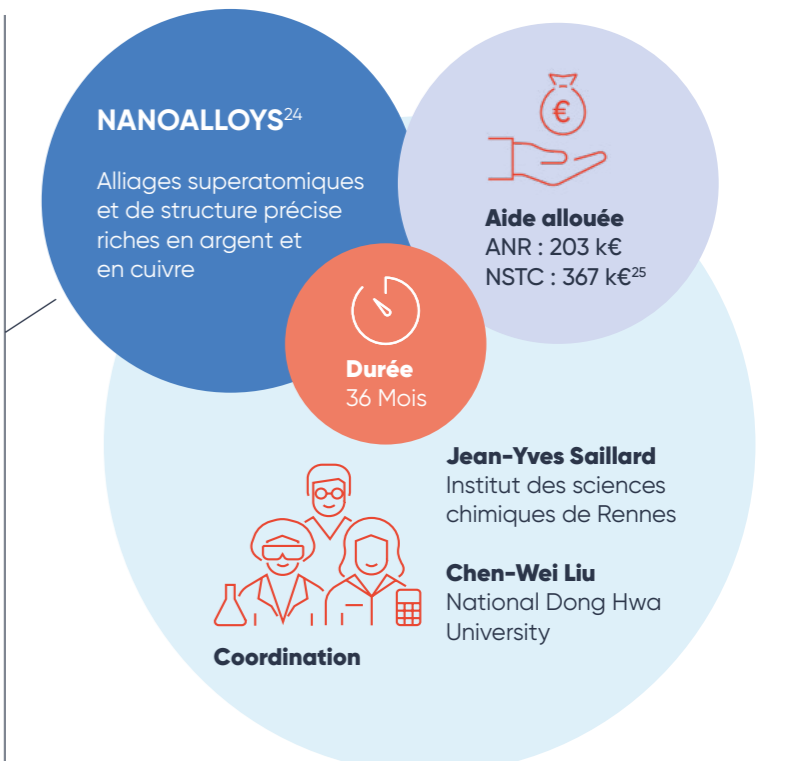 NANOALLOYS²⁴
Alliages superatomiques
et de structure précise
riches en argent et
en cuivre
€
Aide allouée
ANR : 203 k€
NSTC : 367 k€²⁵
Durée
36 Mois
Jean-Yves Saillard
Institut des sciences
chimiques de Rennes
Chen-Wei Liu
National Dong Hwa
University
Coordination